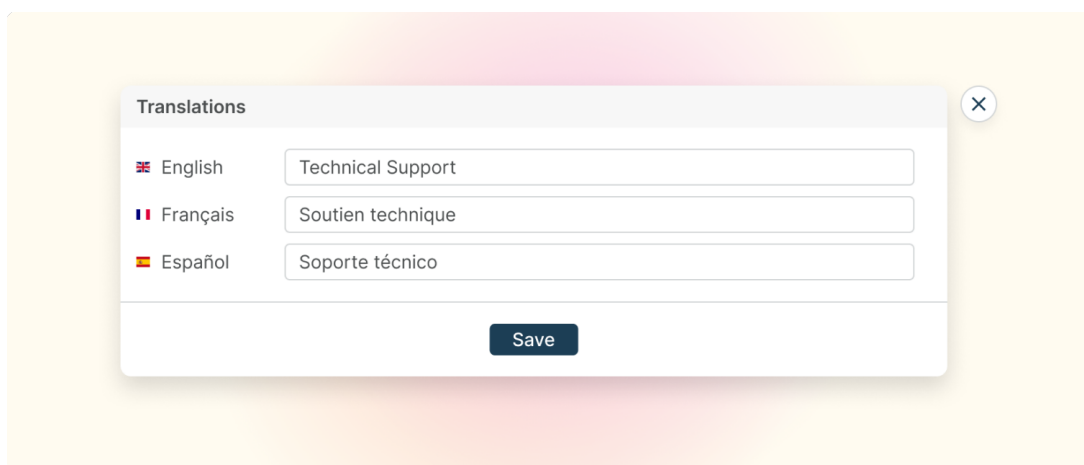 Translations
English
Technical Support
Français
Soutien technique
Español
Soporte técnico
Save